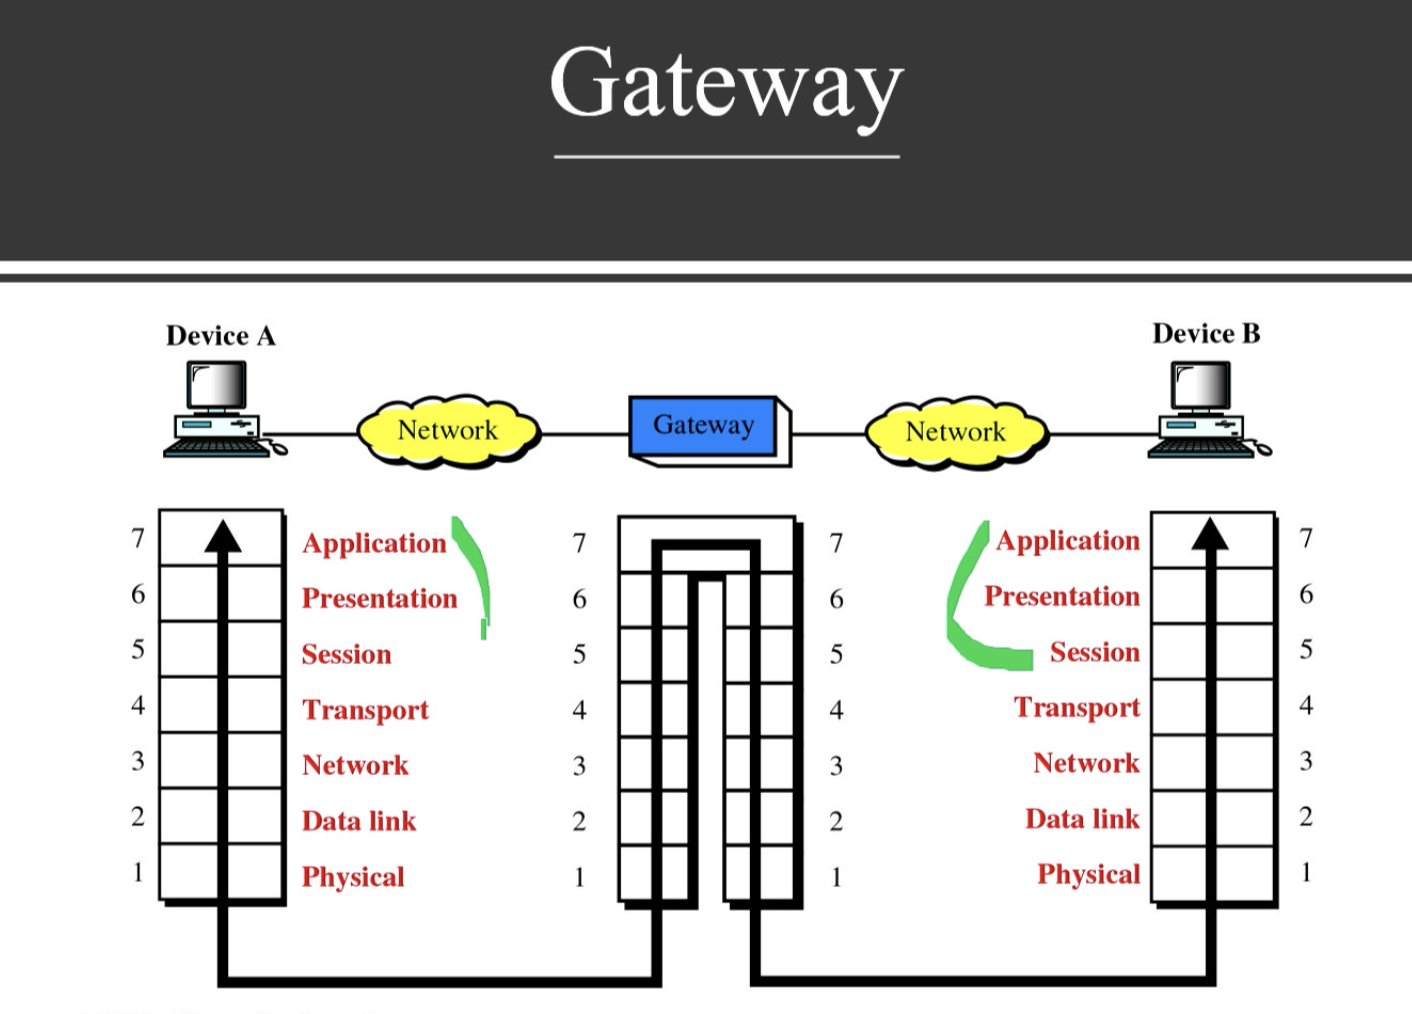 Gateway
Device A
Device B
Network
Gateway
Network
7 Application 7 7 Application 7
6 Presentation 6 6 Presentation 6
5 Session 5 5 Session 5
4 Transport 4 4 Transport 4
3 Network 3 3 Network 3
2 Data link 2 2 Data link 2
1 Physical 1 1 Physical 1